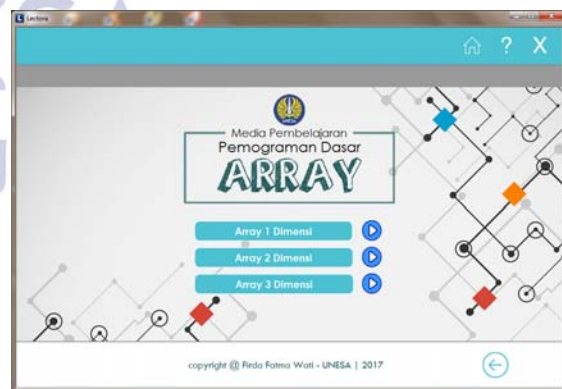 Lectora
? X
Media Pembelajaran
Pemograman Dasar
ARRAY
Array 1 Dimensi
Array 2 Dimensi
Array 3 Dimensi
copyright @ Firda Fatma Wati - UNESA | 2017